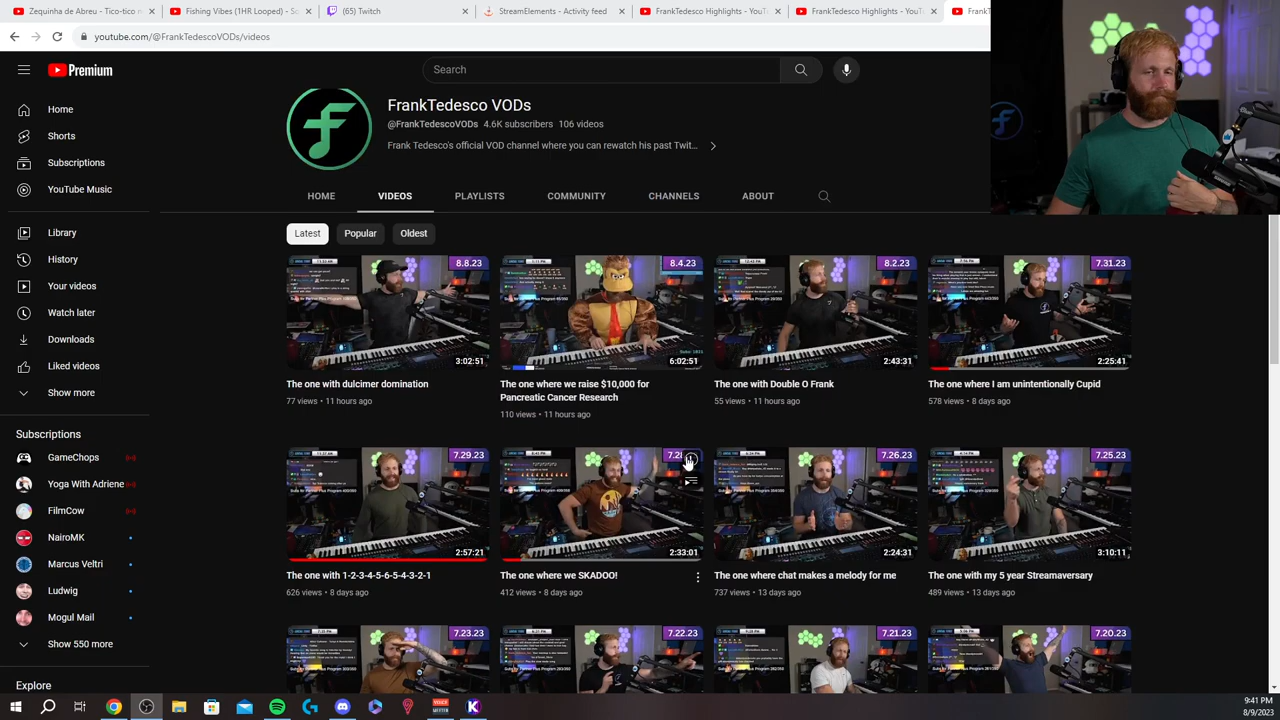 Zequinha de Abreu - Tico-tico n
Fishing Vibes (1HR Looped) - So
(65) Twitch
StreamElements - Activity feed
FrankTedesco Highlights - YouT
FrankTedesco Highlights - YouT
Frank
youtube.com/@FrankTedescoVODs/videos
Premium
Search
Home
Shorts
Subscriptions
YouTube Music
Library
History
Your videos
Watch later
Downloads
Liked videos
Show more
Subscriptions
GameChops
Yoga With Adriene
FilmCow
NairoMK
Marcus Veltri
Ludwig
Mogul Mail
Show 550 more
Explore
FrankTedesco VODs
@FrankTedescoVODs 4.6K subscribers 106 videos
Frank Tedesco's official VOD channel where you can rewatch his past Twit...
HOME
VIDEOS
PLAYLISTS
COMMUNITY
CHANNELS
ABOUT
Latest
Popular
Oldest
8.8.23
3:02:51
The one with dulcimer domination
77 views • 11 hours ago
8.4.23
6:02:51
The one where we raise $10,000 for
Pancreatic Cancer Research
110 views • 11 hours ago
8.2.23
2:43:31
The one with Double O Frank
55 views • 11 hours ago
7.31.23
2:25:41
The one where I am unintentionally Cupid
578 views • 8 days ago
7.29.23
2:57:21
The one with 1-2-3-4-5-6-5-4-3-2-1
626 views • 8 days ago
2:33:01
The one where we SKADOO!
412 views • 8 days ago
7.26.23
2:24:31
The one where chat makes a melody for me
737 views • 13 days ago
7.25.23
3:10:11
The one with my 5 year Streamaversary
489 views • 13 days ago
7.23.23
7.22.23
7.21.23
7.20.23
9:41 PM
8/9/2023